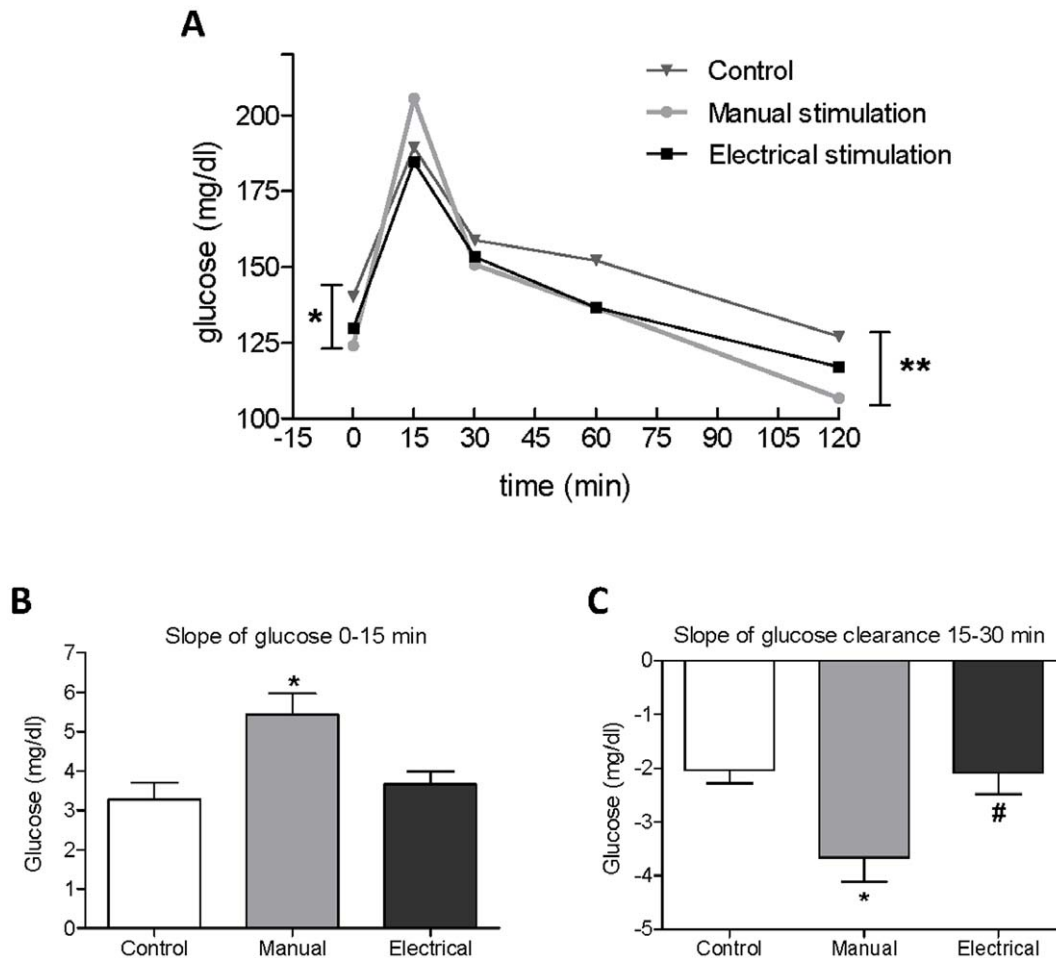 A
Control
Manual stimulation
Electrical stimulation
glucose (mg/dl)
200
175
150
125
100
*
**
-15 0 15 30 45 60 75 90 105 120
time (min)
B
Slope of glucose 0-15 min
Glucose (mg/dl)
7
6
5
4
3
2
1
0
*
Control Manual Electrical
C
Slope of glucose clearance 15-30 min
Glucose (mg/dl)
0
-1
-2
-3
-4
-5
*
#
Control Manual Electrical